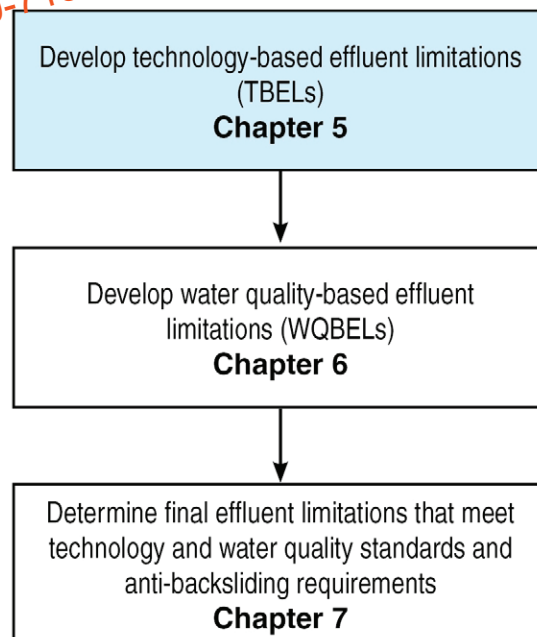 Develop technology-based effluent limitations
(TBELs)
Chapter 5
Develop water quality-based effluent
limitations (WQBELs)
Chapter 6
Determine final effluent limitations that meet
technology and water quality standards and
anti-backsliding requirements
Chapter 7